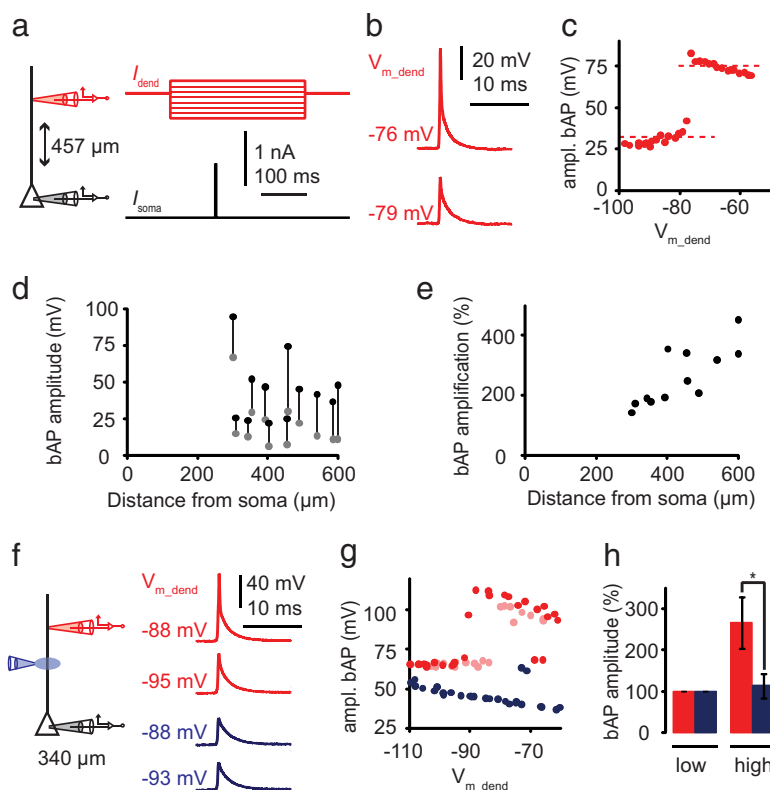 a
I_dend
457 µm
1 nA
100 ms
I_soma
b
V_m_dend
20 mV
10 ms
-76 mV
-79 mV
c
ampl. bAP (mV)
75
50
25
0
-100 -80 -60
V_m_dend
d
bAP amplitude (mV)
100
75
50
25
0
0 200 400 600
Distance from soma (µm)
e
bAP amplification (%)
400
200
0
0 200 400 600
Distance from soma (µm)
f
V_m_dend
40 mV
10 ms
-88 mV
-95 mV
-88 mV
-93 mV
340 µm
g
ampl. bAP (mV)
100
75
50
25
-110 -90 -70
V_m_dend
h
bAP amplitude (%)
300
200
100
0
*
low high